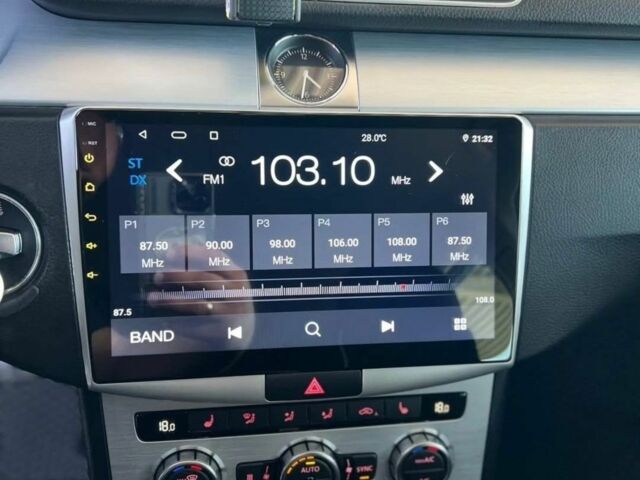 MIC
28.0℃
21:32
RST
ST
DX
FM1
103.10
MHz
P1 P2 P3 P4 P5 P6
87.50 90.00 98.00 106.00 108.00 87.50
MHz MHz MHz MHz MHz MHz
87.5
108.0
BAND
18.0
18.0
AUTO
SYNC
A/C